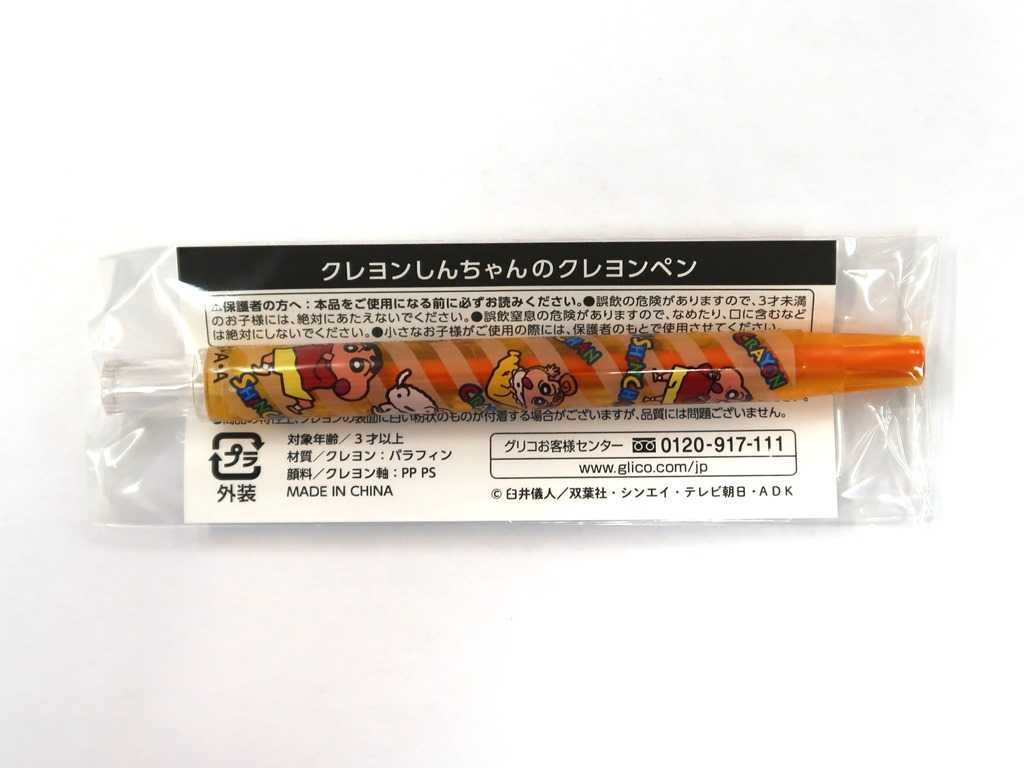 クレヨンしんちゃんのクレヨンペン
⚠保護者の方へ:本品をご使用になる前に必ずお読みください。●誤飲の危険がありますので、3才未満
のお子様には、絶対にあたえないでください。●誤飲窒息の危険がありますので、なめたり、口に含むなど
は絶対にしないでください。●小さなお子様がご使用の際には、保護者のもとで使用させてください。
SHINCHAN
CRAYON
●商品の特性上、クレヨンの表面に白い粉状のものが付着する場合がございますが、品質には問題ございません。
プラ
外装
対象年齢/3才以上
材質/クレヨン:パラフィン
顔料/クレヨン軸:PP PS
MADE IN CHINA
グリコお客様センター 0120-917-111
www.glico.com/jp
© 臼井儀人/双葉社・シンエイ・テレビ朝日・ADK